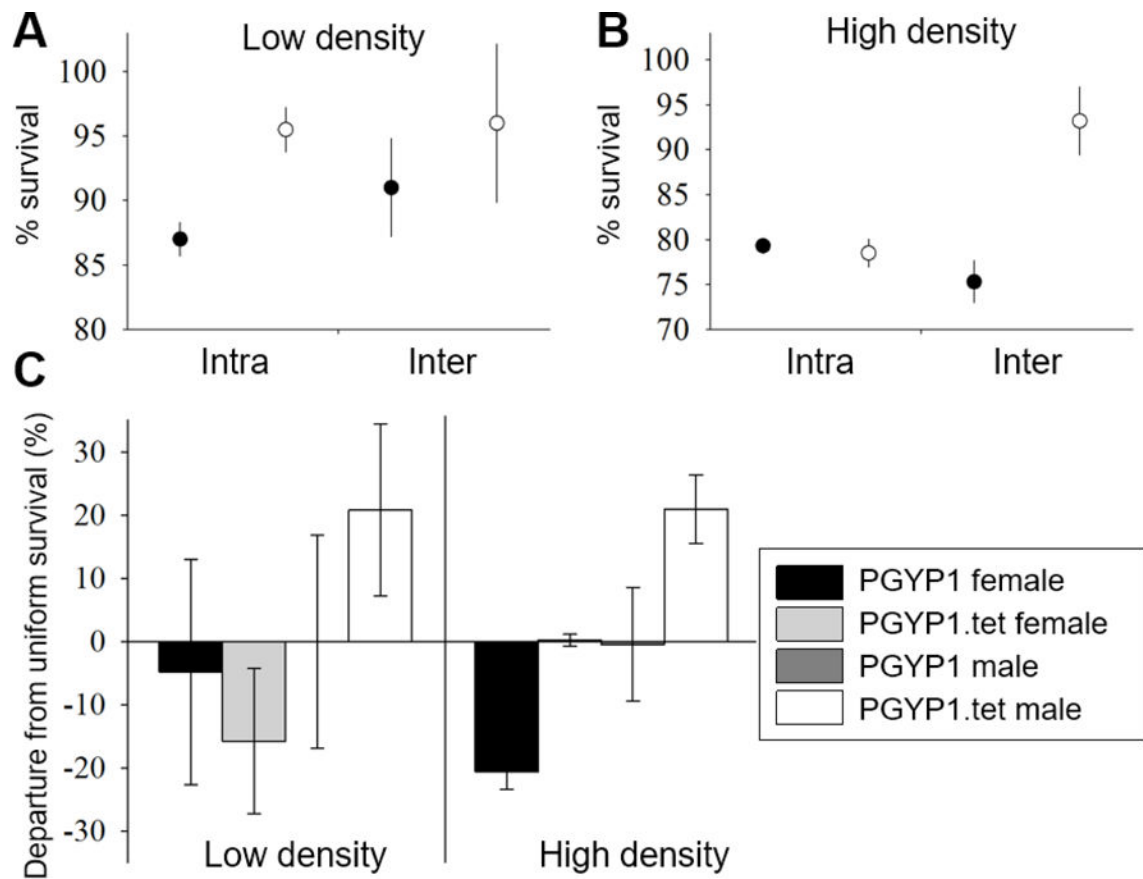 A
Low density
% survival
100
95
90
85
80
Intra
Inter
B
High density
% survival
100
95
90
85
80
75
70
Intra
Inter
C
Departure from uniform survival (%)
30
20
10
0
-10
-20
-30
Low density
High density
PGYP1 female
PGYP1.tet female
PGYP1 male
PGYP1.tet male